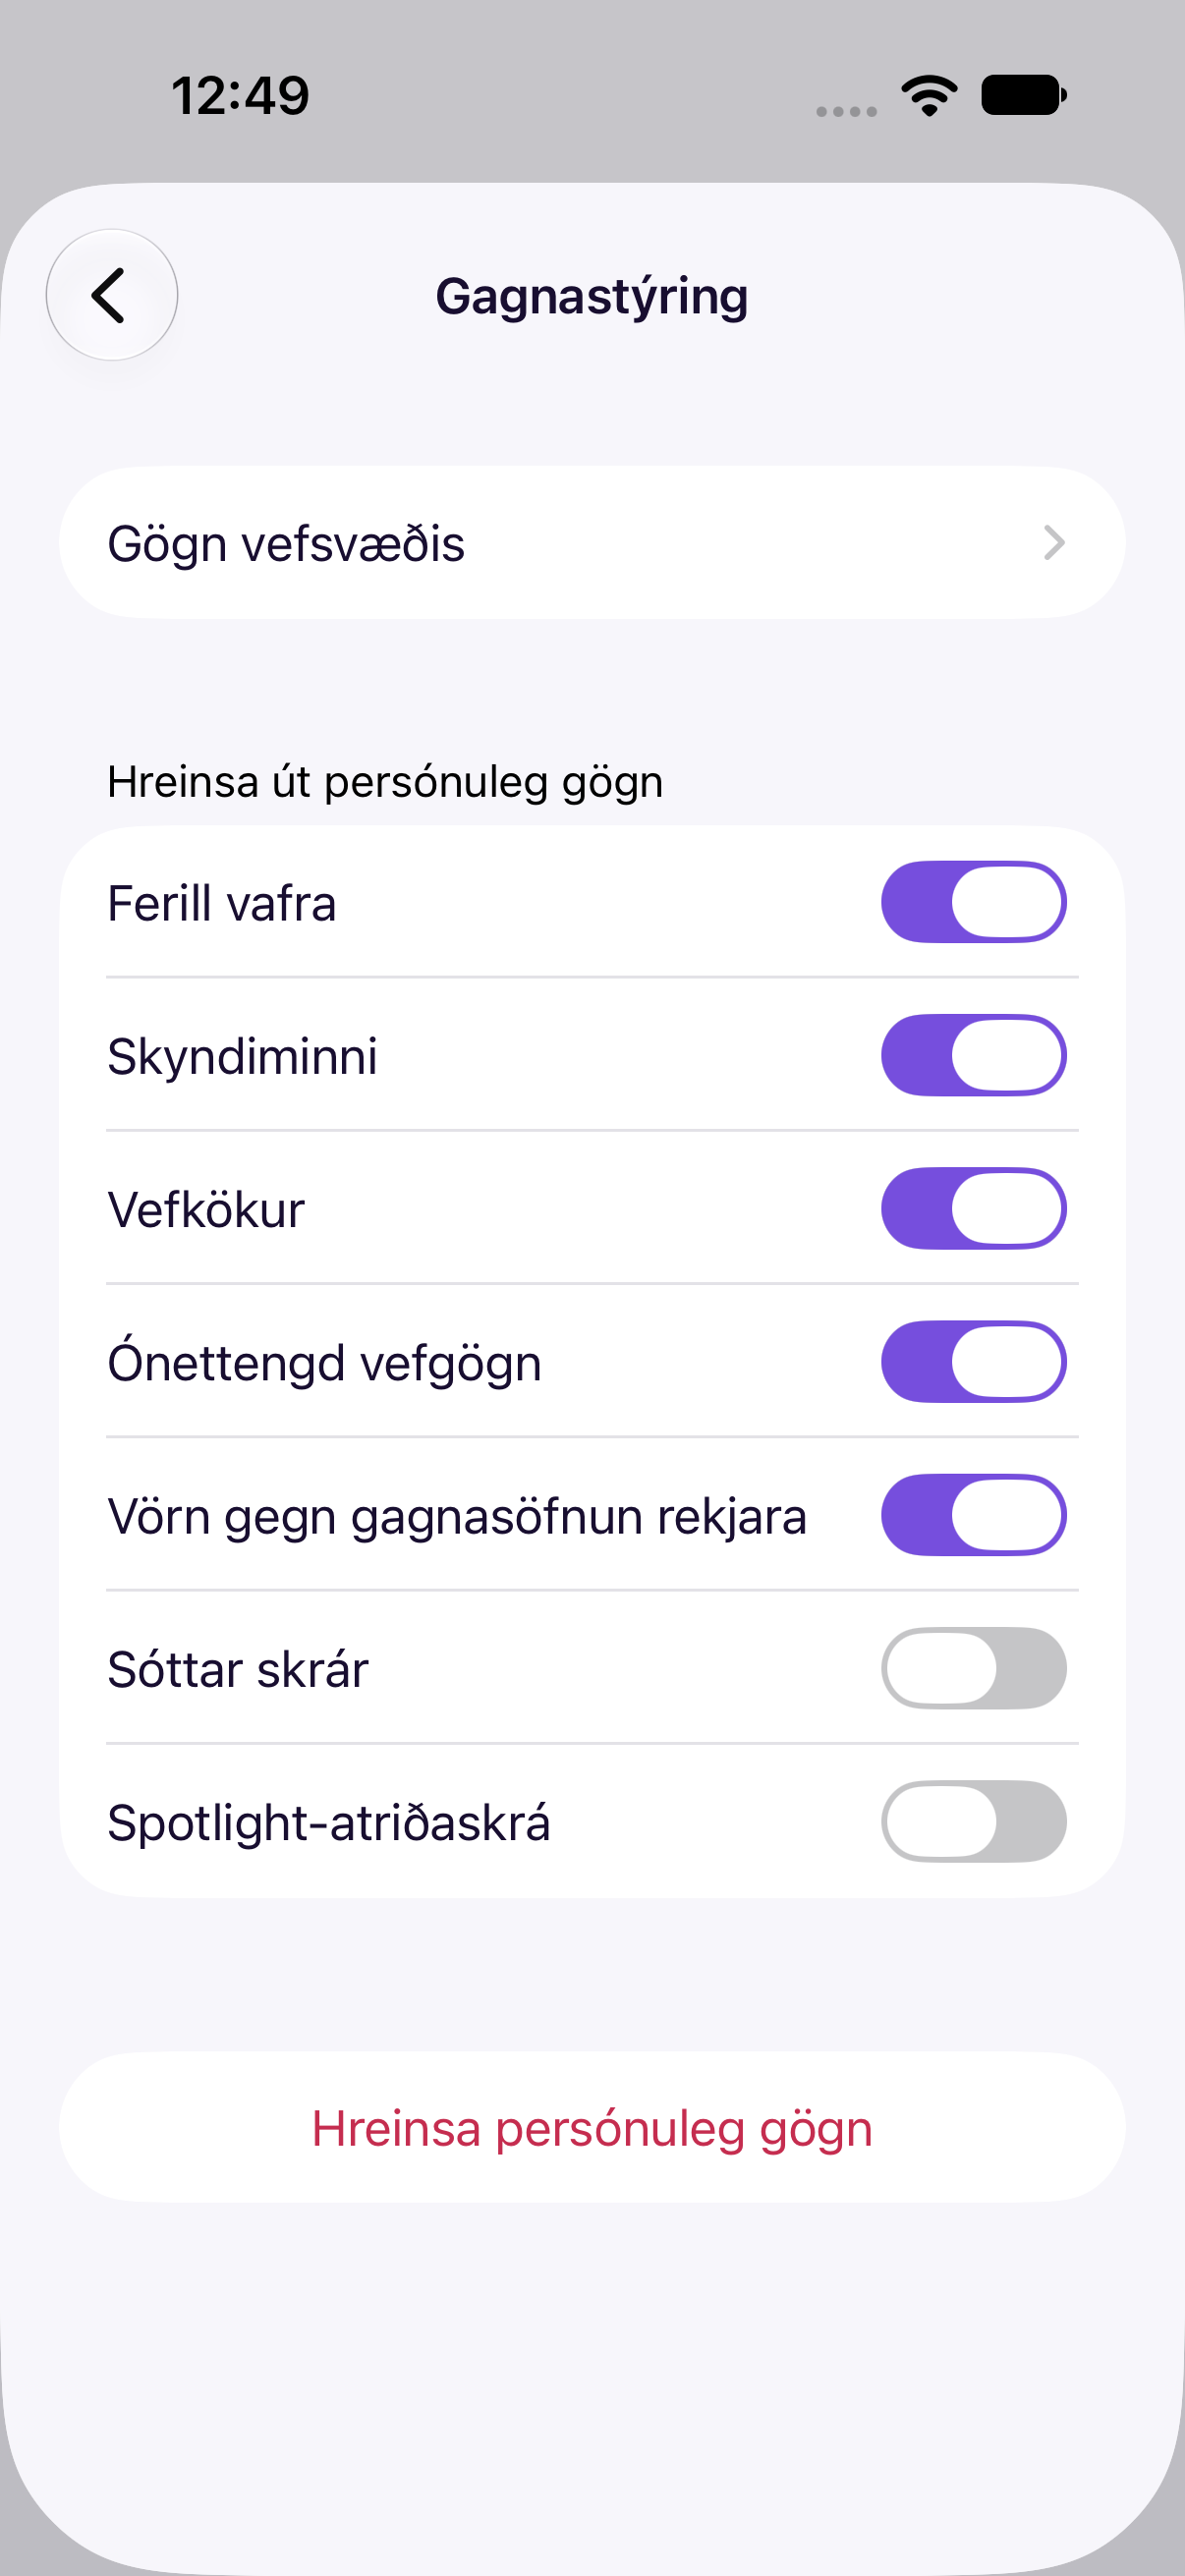 12:49
Gagnastýring
Gögn vefsvæðis
Hreinsa út persónuleg gögn
Ferill vafra
Skyndiminni
Vefkökur
Ónettengd vefgögn
Vörn gegn gagnasöfnun rekjara
Sóttar skrár
Spotlight-atriðaskrá
Hreinsa persónuleg gögn